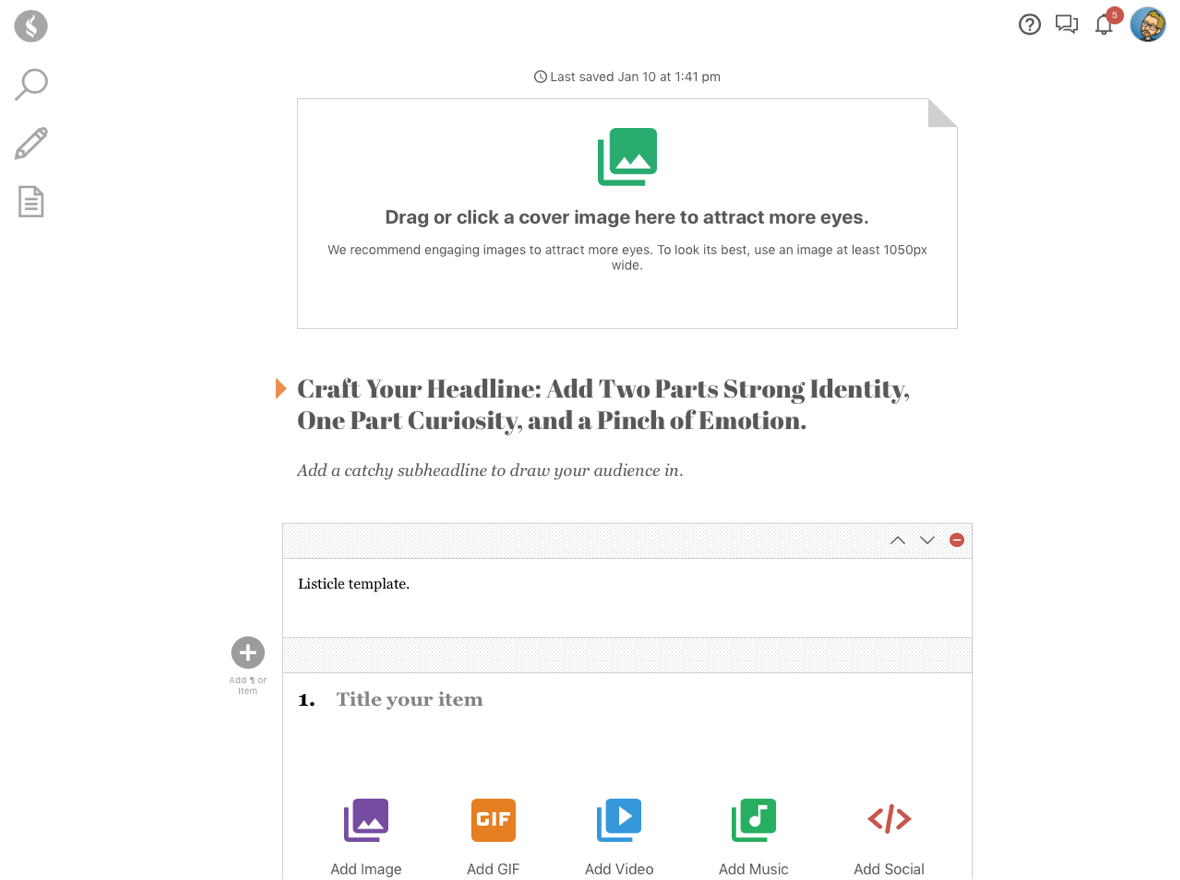 5
Last saved Jan 10 at 1:41 pm
Drag or click a cover image here to attract more eyes.
We recommend engaging images to attract more eyes. To look its best, use an image at least 1050px
wide.
Craft Your Headline: Add Two Parts Strong Identity,
One Part Curiosity, and a Pinch of Emotion.
Add a catchy subheadline to draw your audience in.
Listicle template.
Add ¶ or
Item
1. Title your item
GIF
Add Image Add GIF Add Video Add Music Add Social